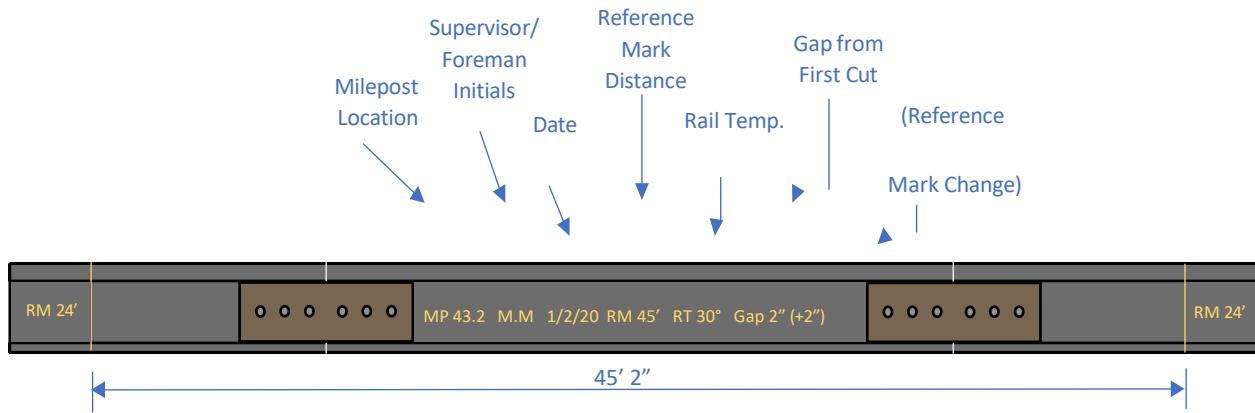 Supervisor/
Foreman
Initials
Reference
Mark
Distance
Gap from
First Cut
Milepost
Location
Date
Rail Temp.
(Reference
Mark Change)
RM 24’
MP 43.2 M.M 1/2/20 RM 45’ RT 30° Gap 2” (+2”)
RM 24’
45’ 2”